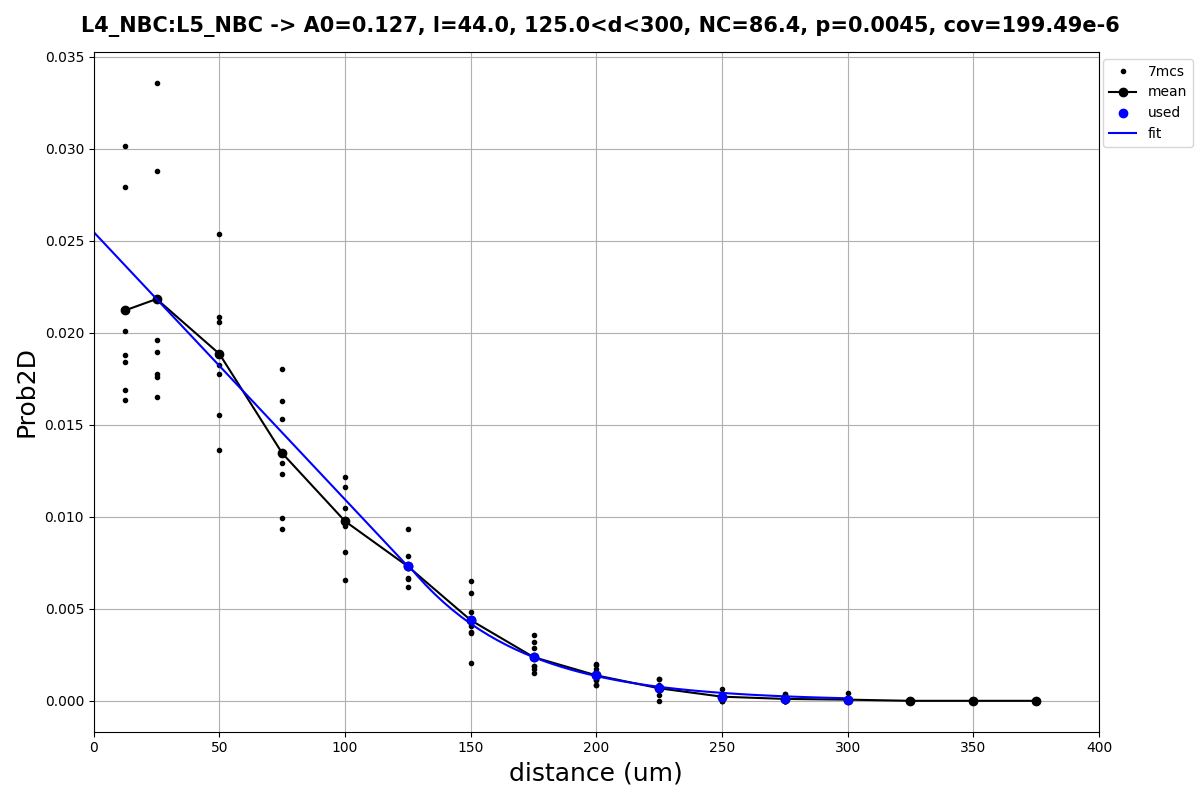 L4_NBC:L5_NBC -> A0=0.127, l=44.0, 125.0<d<300, NC=86.4, p=0.0045, cov=199.49e-6
0.035
0.030
0.025
0.020
0.015
0.010
0.005
0.000
Prob2D
0 50 100 150 200 250 300 350 400
distance (um)
7mcs
mean
used
fit